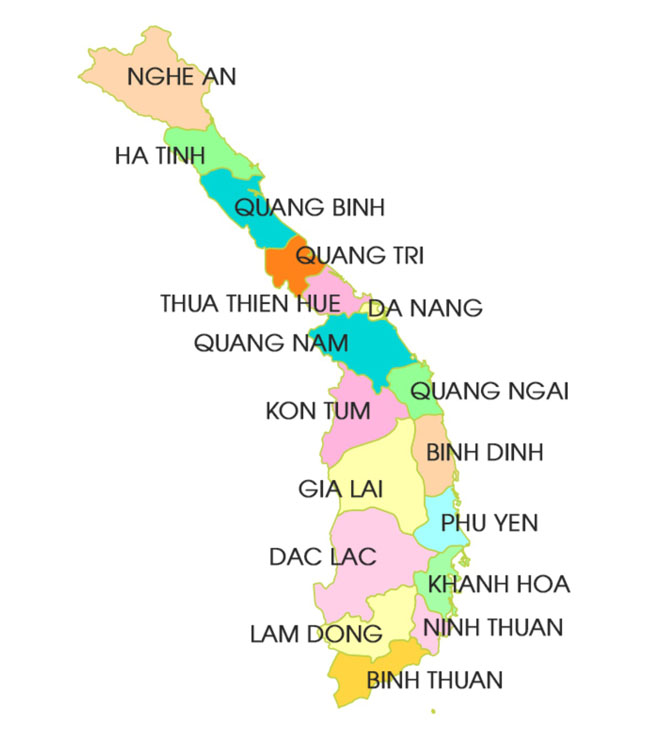 NGHE AN
HA TINH
QUANG BINH
QUANG TRI
THUA THIEN HUE
DA NANG
QUANG NAM
QUANG NGAI
KON TUM
BINH DINH
GIA LAI
PHU YEN
DAC LAC
KHANH HOA
LAM DONG
NINH THUAN
BINH THUAN